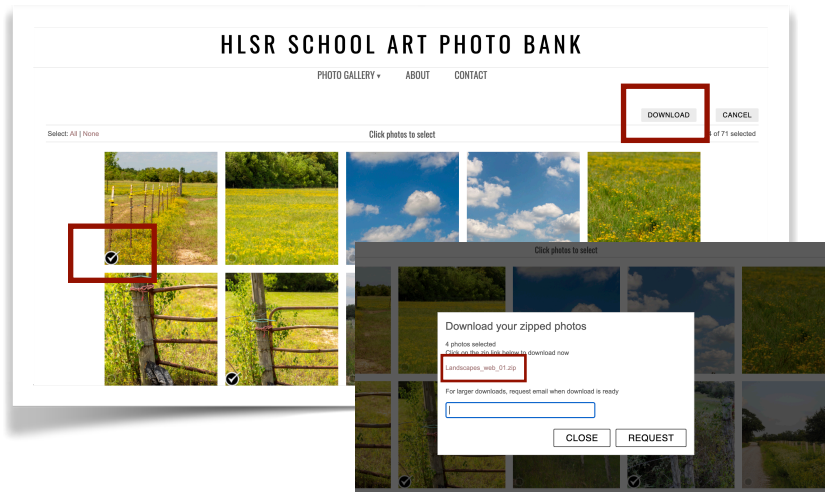 HLSR SCHOOL ART PHOTO BANK
PHOTO GALLERY ▾ ABOUT CONTACT
DOWNLOAD CANCEL
Select: All | None Click photos to select of 71 selected
Click photos to select
Download your zipped photos
4 photos selected
Click on the zip link below to download now
Landscapes_web_01.zip
For larger downloads, request email when download is ready
CLOSE REQUEST